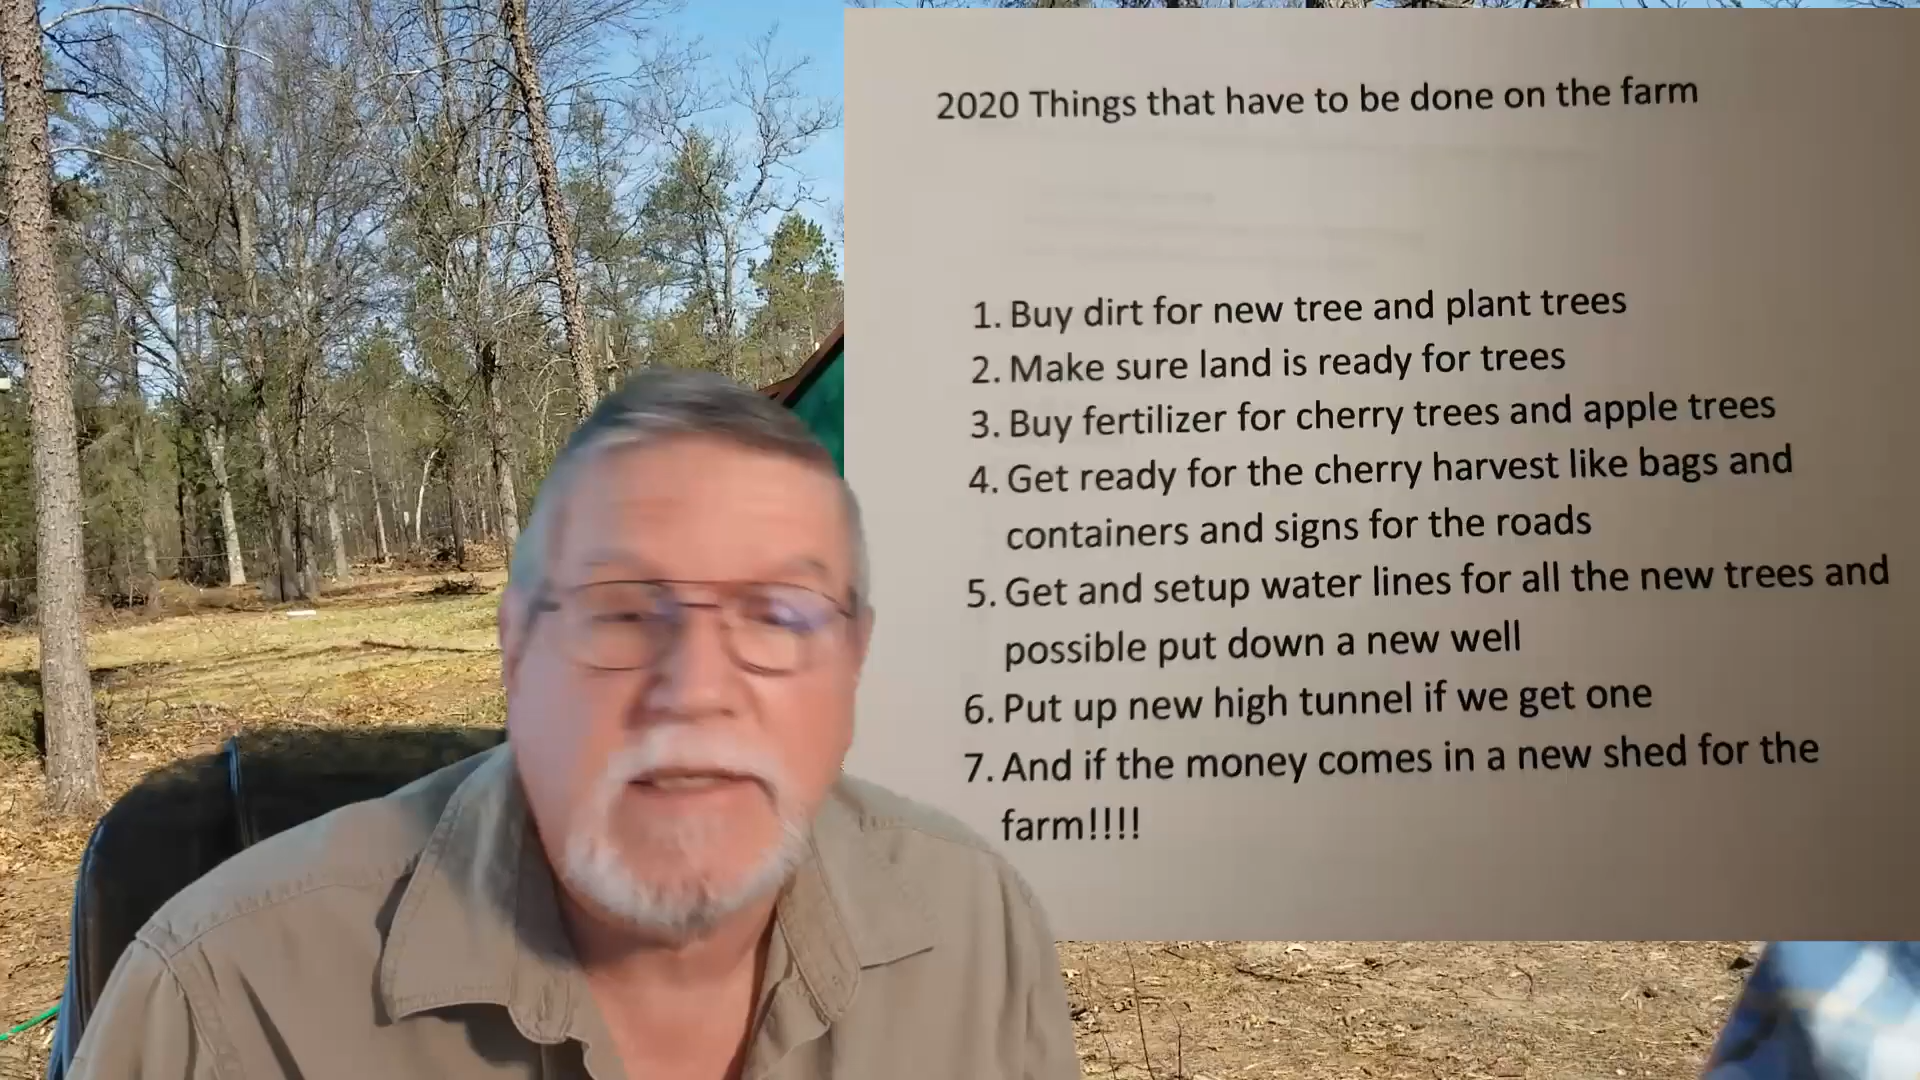 2020 Things that have to be done on the farm
1. Buy dirt for new tree and plant trees
2. Make sure land is ready for trees
3. Buy fertilizer for cherry trees and apple trees
4. Get ready for the cherry harvest like bags and
containers and signs for the roads
5. Get and setup water lines for all the new trees and
possible put down a new well
6. Put up new high tunnel if we get one
7. And if the money comes in a new shed for the
farm!!!!